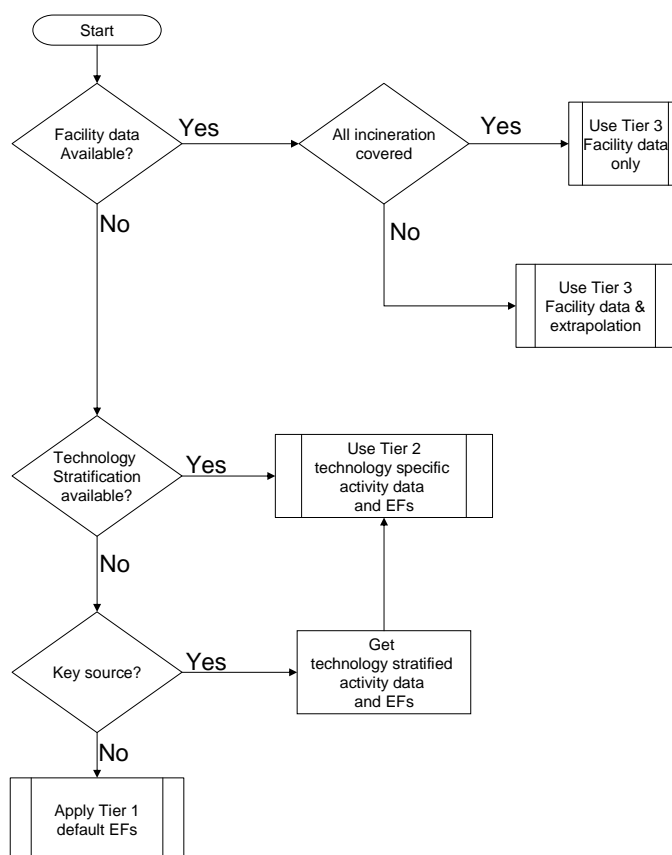 Start
Facility data
Available?
Yes
All incineration
covered
Yes
Use Tier 3
Facility data
only
No
No
Use Tier 3
Facility data &
extrapolation
Technology
Stratification
available?
Yes
Use Tier 2
technology specific
activity data
and EFs
No
Key source?
Yes
Get
technology stratified
activity data
and EFs
No
Apply Tier 1
default EFs